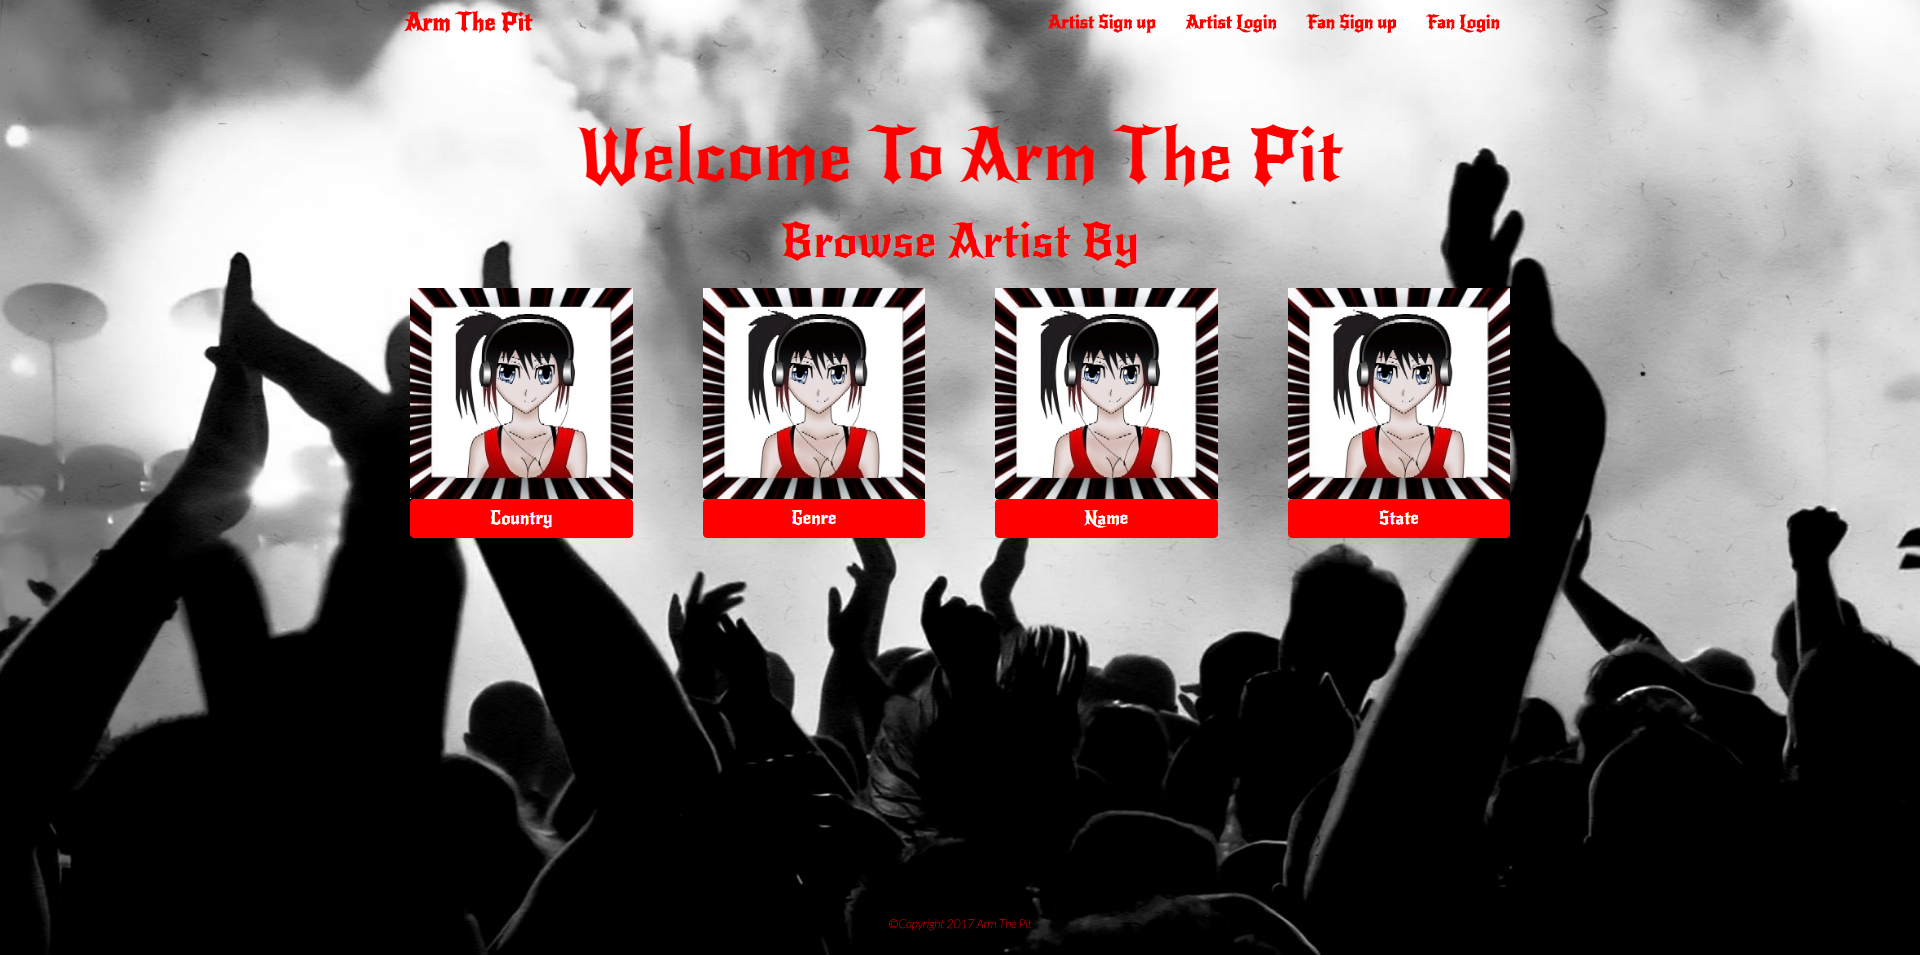 Arm The Pit
Artist Sign up Artist Login Fan Sign up Fan Login
Welcome To Arm The Pit
Browse Artist By
Country Genre Name State
©Copyright 2017 Arm The Pit